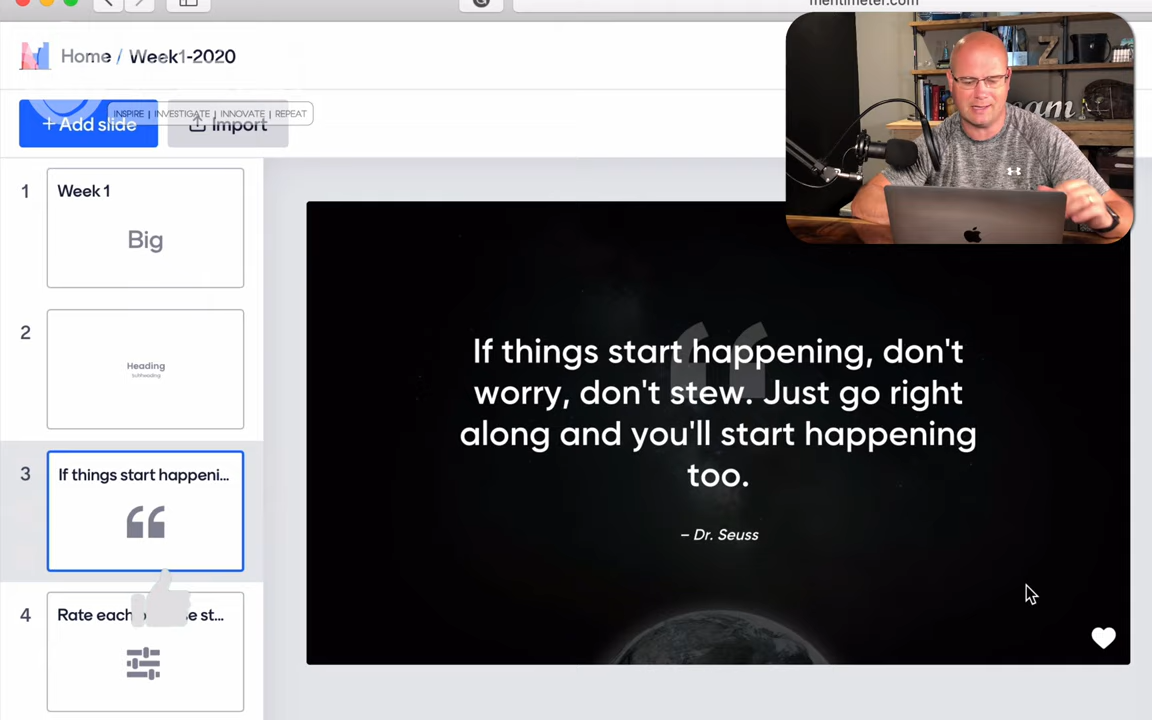 mentimeter.com
Home / Week1-2020
INSPIRE | INVESTIGATE | INNOVATE | REPEAT
+ Add slide
Import
1
Week 1
Big
2
Heading
Subheading
3
If things start happeni...
4
Rate each
st...
If things start happening, don't
worry, don't stew. Just go right
along and you'll start happening
too.
– Dr. Seuss
Z